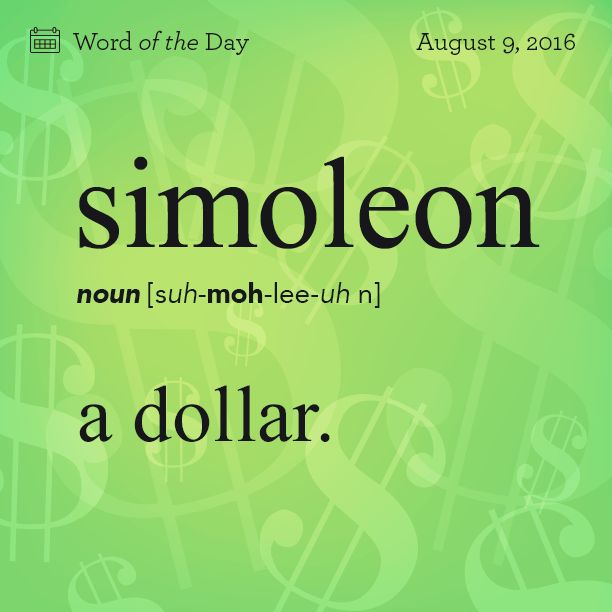 Word of the Day
August 9, 2016
simoleon
noun [suh-moh-lee-uh n]
a dollar.